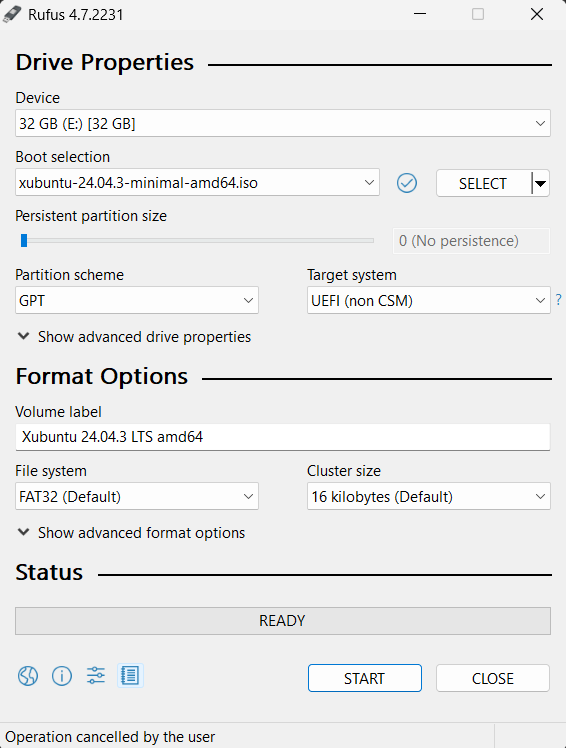 Rufus 4.7.2231
Drive Properties
Device
32 GB (E:) [32 GB]
Boot selection
xubuntu-24.04.3-minimal-amd64.iso
SELECT
Persistent partition size
0 (No persistence)
Partition scheme
Target system
GPT
UEFI (non CSM)
?
Show advanced drive properties
Format Options
Volume label
Xubuntu 24.04.3 LTS amd64
File system
Cluster size
FAT32 (Default)
16 kilobytes (Default)
Show advanced format options
Status
READY
START
CLOSE
Operation cancelled by the user